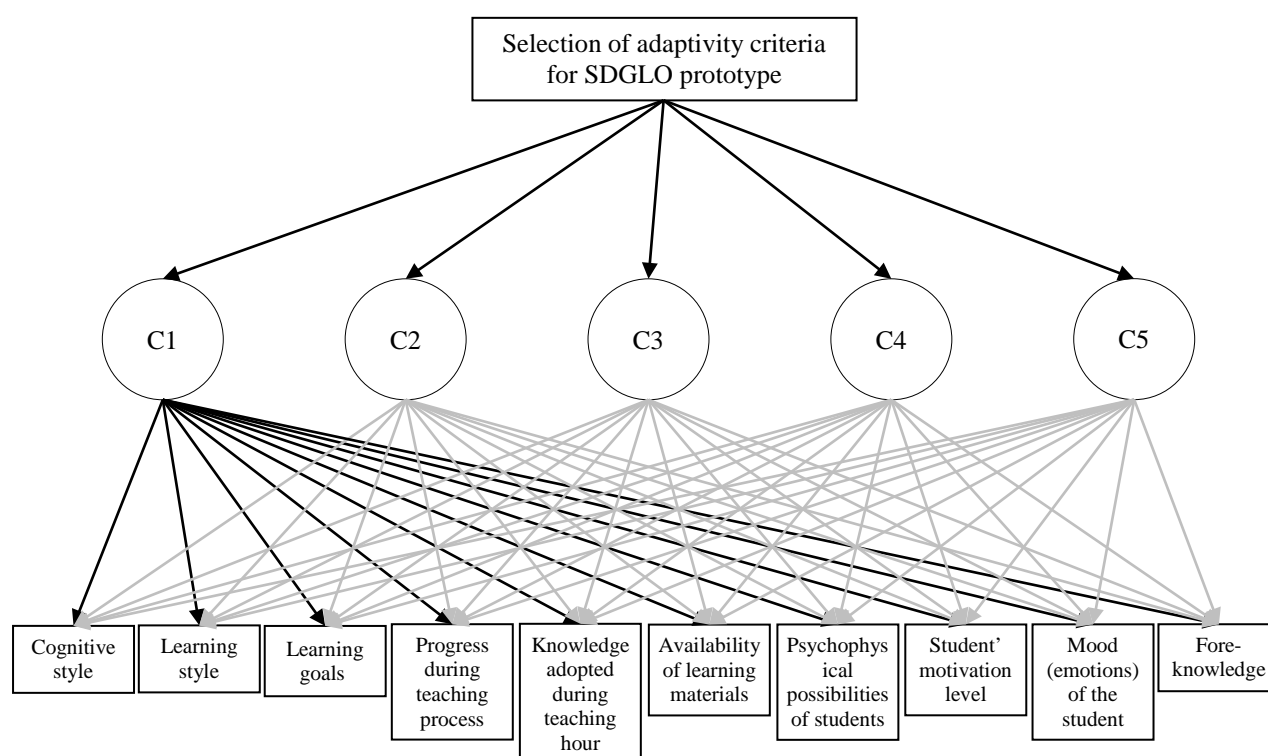 Selection of adaptivity criteria
for SDGLO prototype
C1
C2
C3
C4
C5
Cognitive
style
Learning
style
Learning
goals
Progress
during
teaching
process
Knowledge
adopted
during
teaching
hour
Availability
of learning
materials
Psychophys
ical
possibilities
of students
Student’
motivation
level
Mood
(emotions)
of the
student
Fore-
knowledge